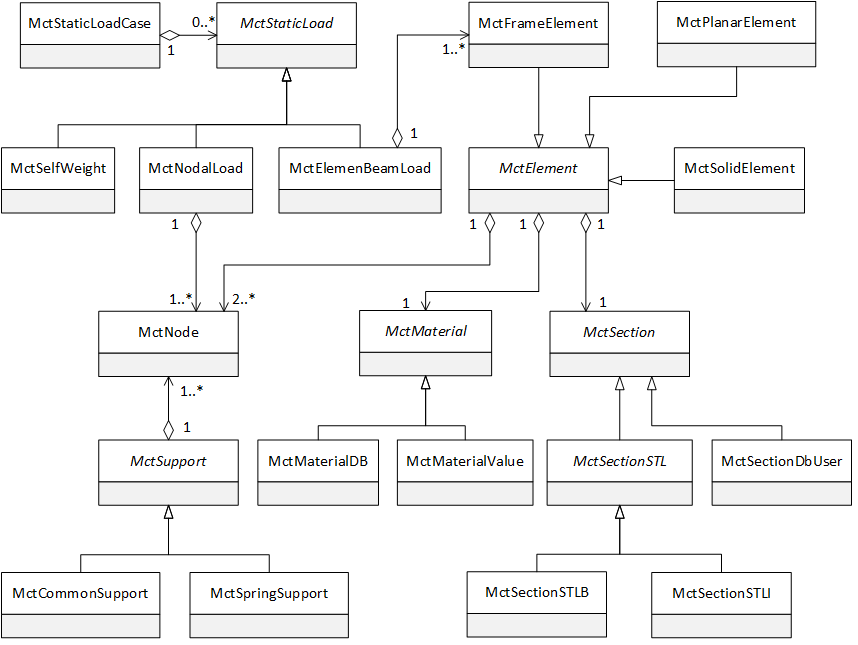 MctStaticLoadCase
0..*
1
MctStaticLoad
MctFrameElement
1..*
MctPlanarElement
1
MctSelfWeight
MctNodalLoad
MctElemenBeamLoad
MctElement
MctSolidElement
1
1
1
1
1..*
2..*
1
1
MctNode
MctMaterial
MctSection
1..*
1
MctSupport
MctMaterialDB
MctMaterialValue
MctSectionSTL
MctSectionDbUser
MctCommonSupport
MctSpringSupport
MctSectionSTLB
MctSectionSTLI